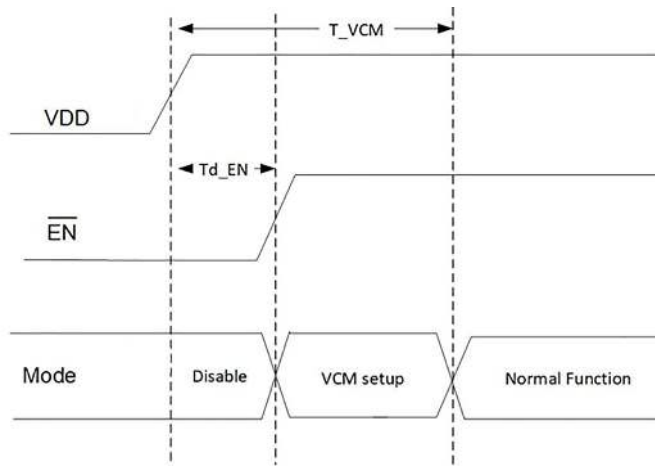 T_VCM
VDD
Td_EN
EN
Mode
Disable
VCM setup
Normal Function